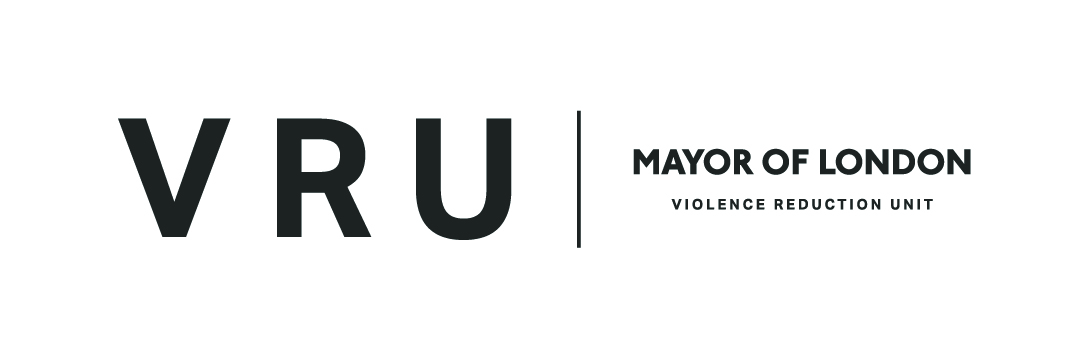 VRU
MAYOR OF LONDON
VIOLENCE REDUCTION UNIT